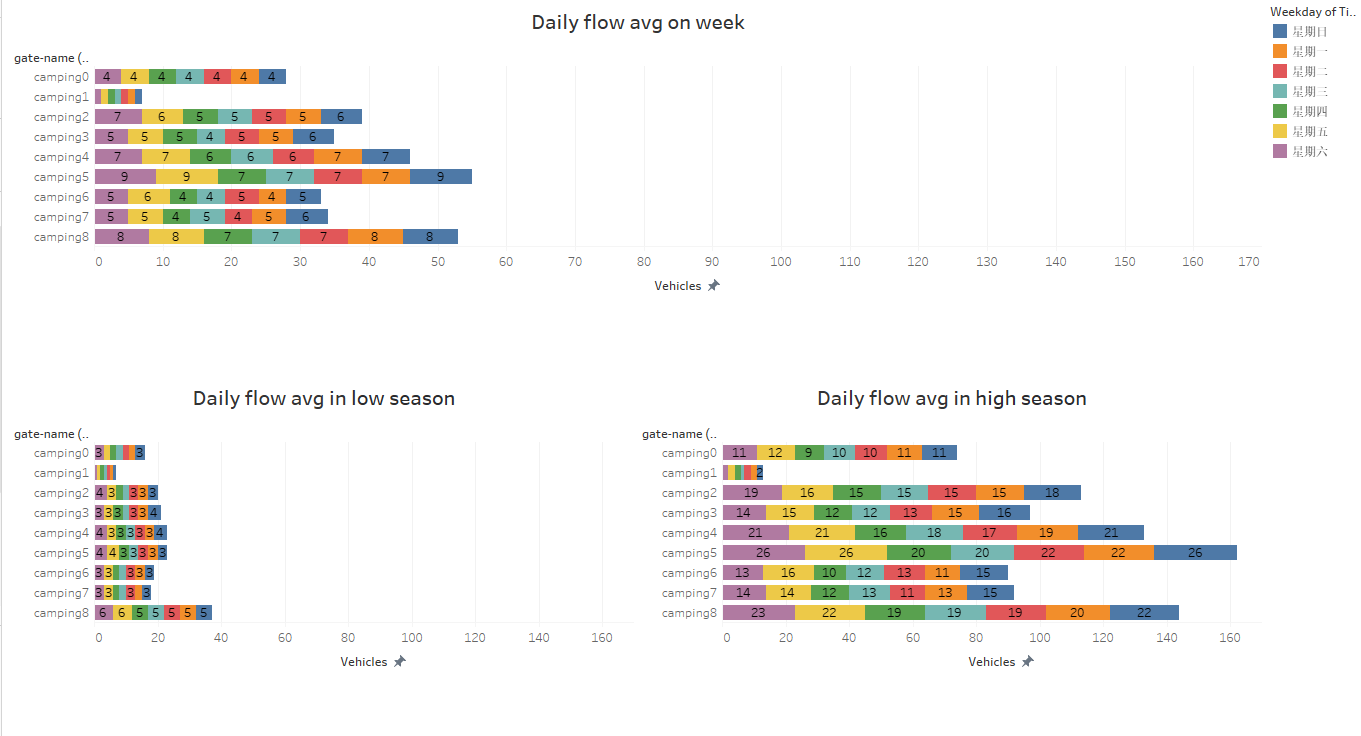 Daily flow avg on week
Weekday of Ti..
星期日
星期一
星期二
星期三
星期四
星期五
星期六
gate-name (..
camping0 4 4 4 4 4 4 4
camping1
camping2 7 6 5 5 5 5 6
camping3 5 5 5 4 5 5 6
camping4 7 7 6 6 6 7 7
camping5 9 9 7 7 7 7 9
camping6 5 6 4 4 5 4 5
camping7 5 5 4 5 4 5 6
camping8 8 8 7 7 7 8 8
0 10 20 30 40 50 60 70 80 90 100 110 120 130 140 150 160 170
Vehicles
Daily flow avg in low season
gate-name (..
camping0 3 3
camping1
camping2 4 3 3 3 3
camping3 3 3 3 3 3 4
camping4 4 3 3 3 3 3 4
camping5 4 4 3 3 3 3 3
camping6 3 3 3 3 3
camping7 3 3 3 3
camping8 6 6 5 5 5 5 5
0 20 40 60 80 100 120 140 160
Vehicles
Daily flow avg in high season
gate-name (..
camping0 11 12 9 10 10 11 11
camping1 2
camping2 19 16 15 15 15 15 18
camping3 14 15 12 12 13 15 16
camping4 21 21 16 18 17 19 21
camping5 26 26 20 20 22 22 26
camping6 13 16 10 12 13 11 15
camping7 14 14 12 13 11 13 15
camping8 23 22 19 19 19 20 22
0 20 40 60 80 100 120 140 160
Vehicles